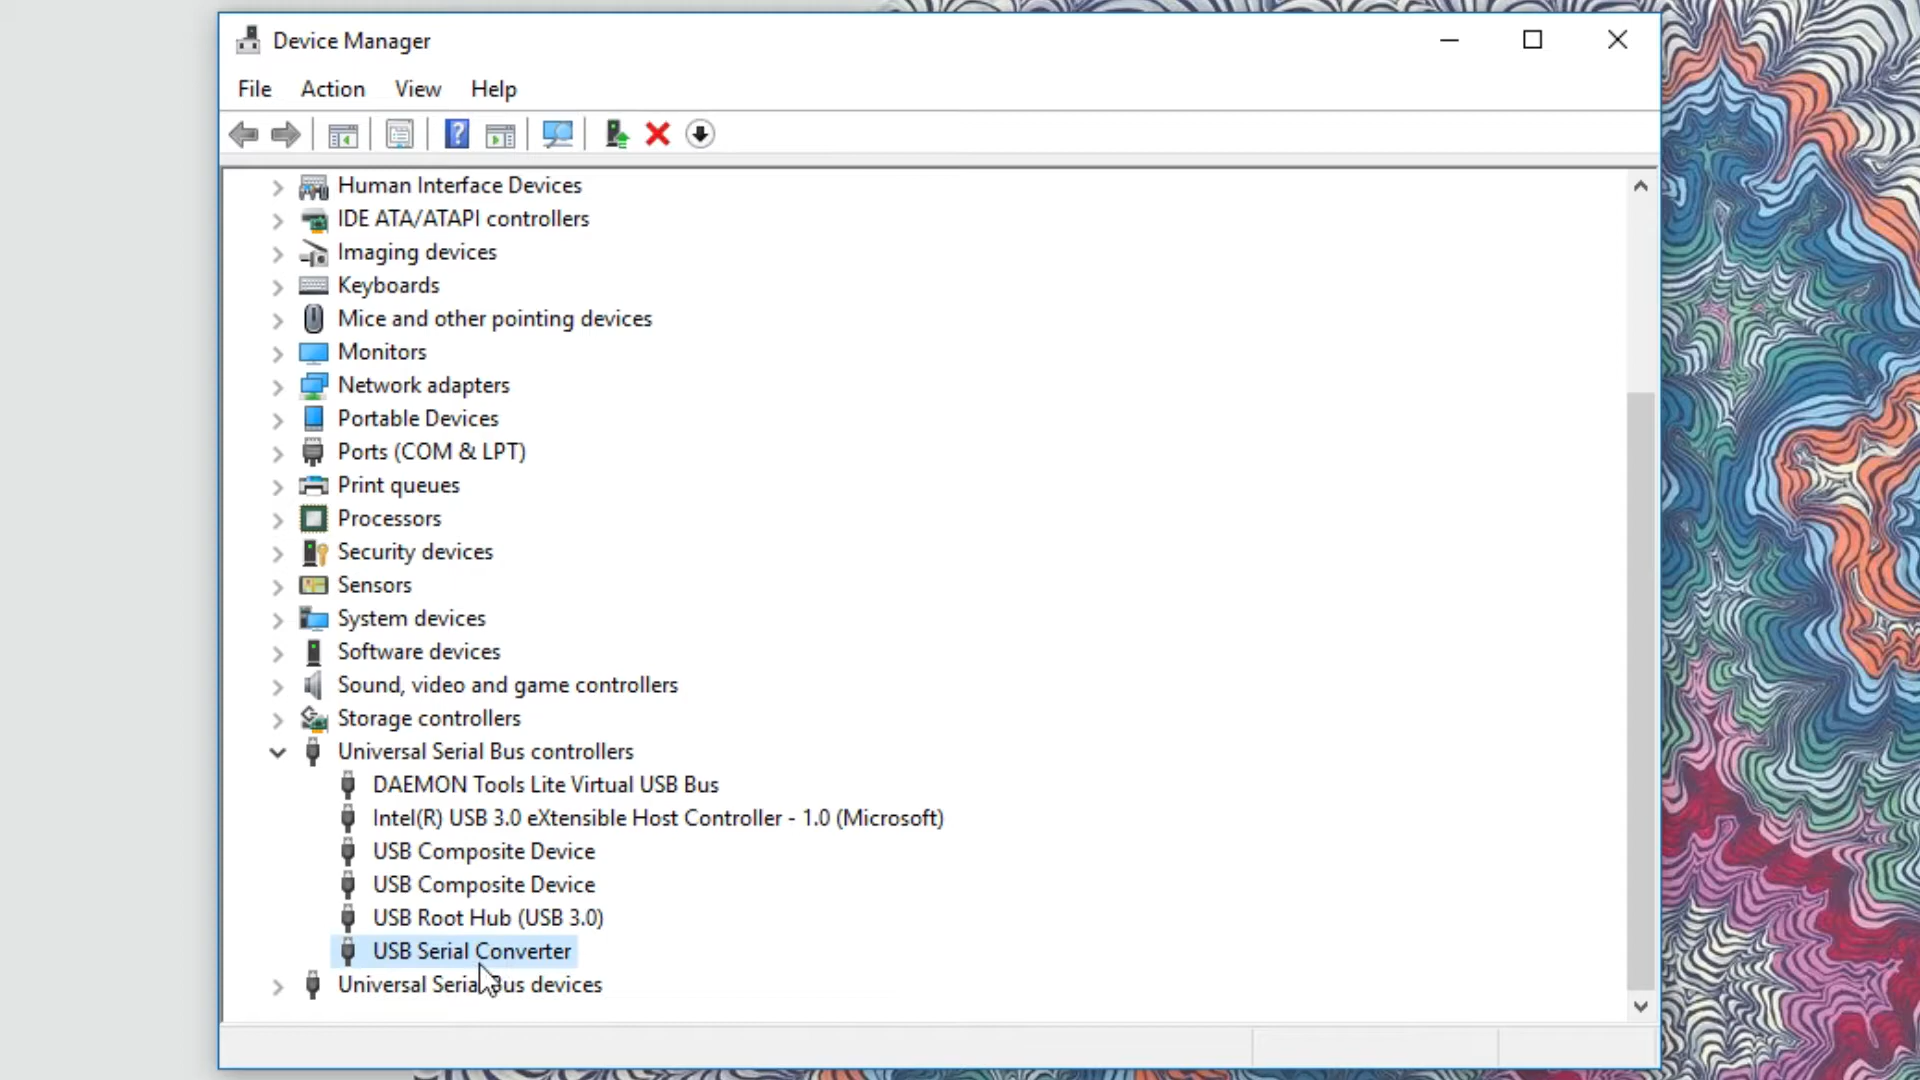 Device Manager
File Action View Help
Human Interface Devices
IDE ATA/ATAPI controllers
Imaging devices
Keyboards
Mice and other pointing devices
Monitors
Network adapters
Portable Devices
Ports (COM & LPT)
Print queues
Processors
Security devices
Sensors
System devices
Software devices
Sound, video and game controllers
Storage controllers
Universal Serial Bus controllers
DAEMON Tools Lite Virtual USB Bus
Intel(R) USB 3.0 eXtensible Host Controller - 1.0 (Microsoft)
USB Composite Device
USB Composite Device
USB Root Hub (USB 3.0)
USB Serial Converter
Universal Serial Bus devices